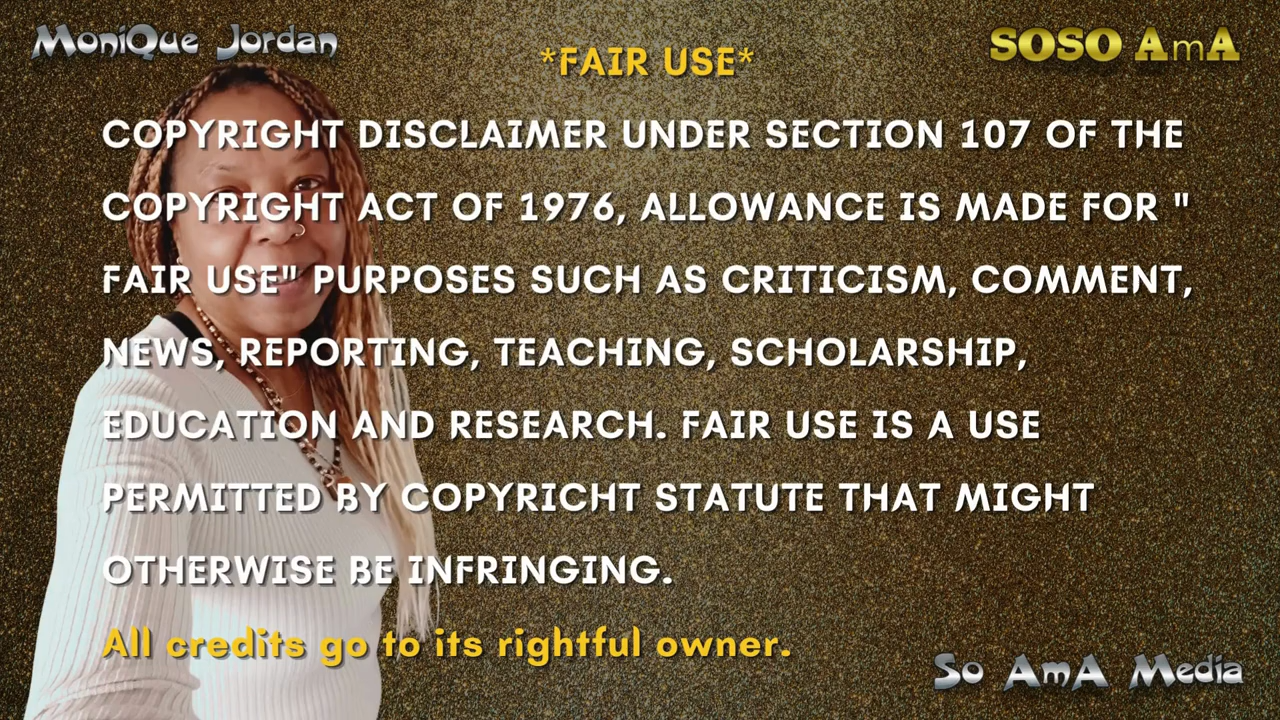 MoniQue Jordan
SOSO AmA
*FAIR USE*
COPYRIGHT DISCLAIMER UNDER SECTION 107 OF THE
COPYRIGHT ACT OF 1976, ALLOWANCE IS MADE FOR "
FAIR USE" PURPOSES SUCH AS CRITICISM, COMMENT,
NEWS, REPORTING, TEACHING, SCHOLARSHIP,
EDUCATION AND RESEARCH. FAIR USE IS A USE
PERMITTED BY COPYRICHT STATUTE THAT MIGHT
OTHERWISE BE INFRINGING.
All credits go to its rightful owner.
So AmA Media